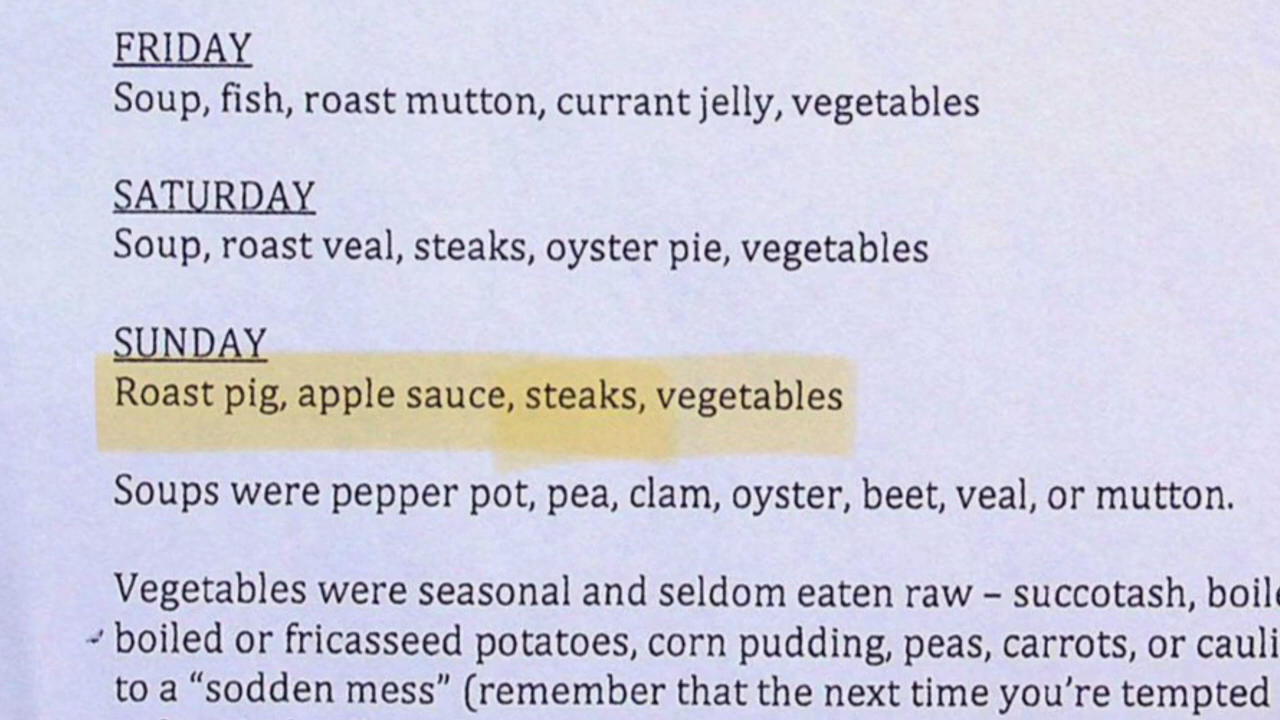 FRIDAY
Soup, fish, roast mutton, currant jelly, vegetables
SATURDAY
Soup, roast veal, steaks, oyster pie, vegetables
SUNDAY
Roast pig, apple sauce, steaks, vegetables
Soups were pepper pot, pea, clam, oyster, beet, veal, or mutton.
Vegetables were seasonal and seldom eaten raw – succotash,
boiled or fricasseed potatoes, corn pudding, peas, carrots, or
to a “sodden mess” (remember that the next time you’re tempted